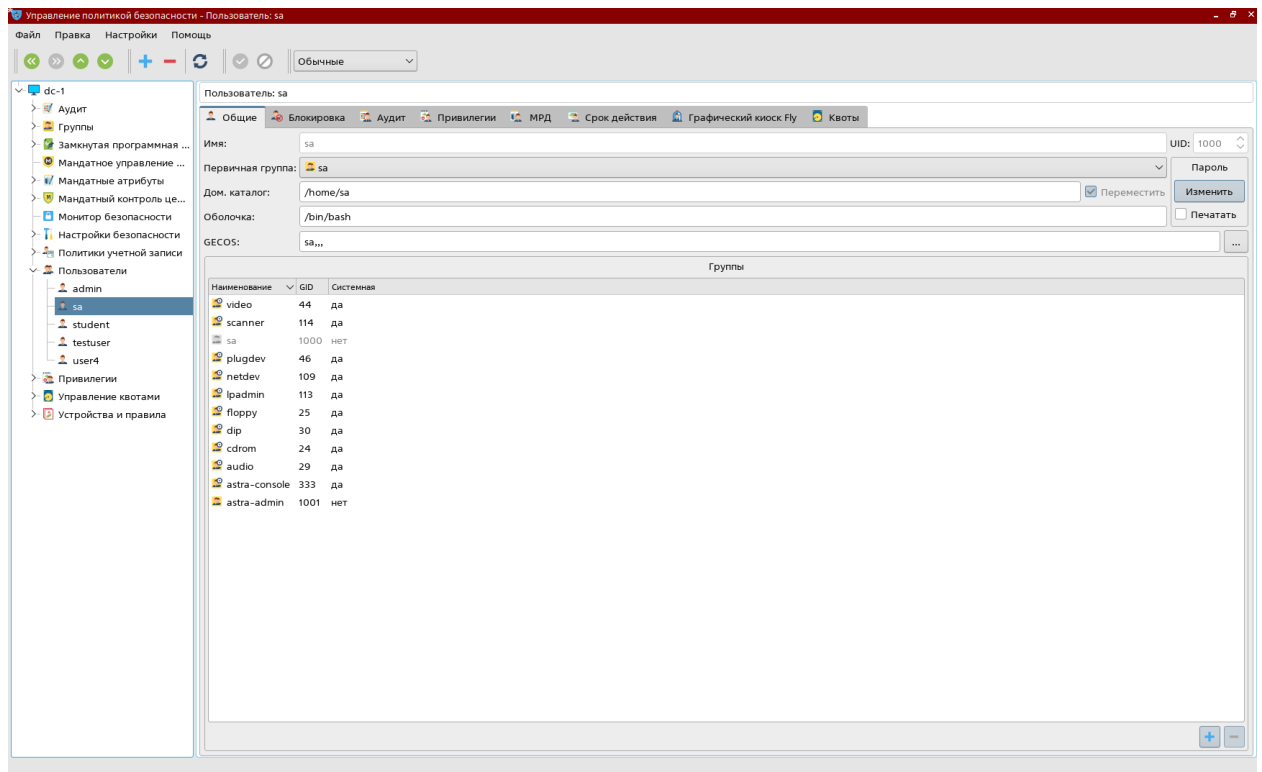 Управление политикой безопасности - Пользователь: sa
Файл Правка Настройки Помощь
Обычные
dc-1
Аудит
Группы
Замкнутая программная ...
Мандатное управление ...
Мандатные атрибуты
Мандатный контроль це...
Монитор безопасности
Настройки безопасности
Политики учетной записи
Пользователи
admin
sa
student
testuser
user4
Привилегии
Управление квотами
Устройства и правила
Пользователь: sa
Общие Блокировка Аудит Привилегии МРД Срок действия Графический киоск Fly Квоты
Имя: sa UID: 1000
Первичная группа: sa Пароль
Дом. каталог: /home/sa Переместить Изменить
Оболочка: /bin/bash Печатать
GECOS: sa,,, ...
Группы
Наименование GID Системная
video 44 да
scanner 114 да
sa 1000 нет
plugdev 46 да
netdev 109 да
lpadmin 113 да
floppy 25 да
dip 30 да
cdrom 24 да
audio 29 да
astra-console 333 да
astra-admin 1001 нет